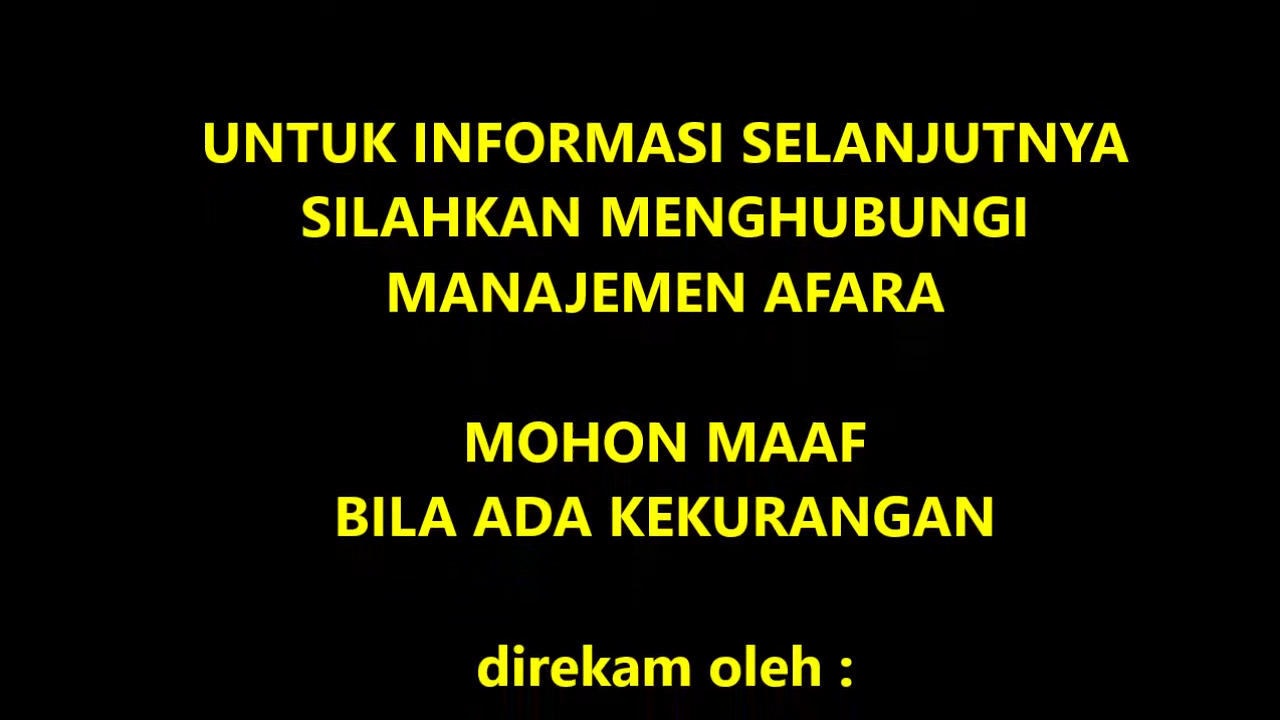 UNTUK INFORMASI SELANJUTNYA
SILAHKAN MENGHUBUNGI
MANAJEMEN AFARA
MOHON MAAF
BILA ADA KEKURANGAN
direkam oleh :